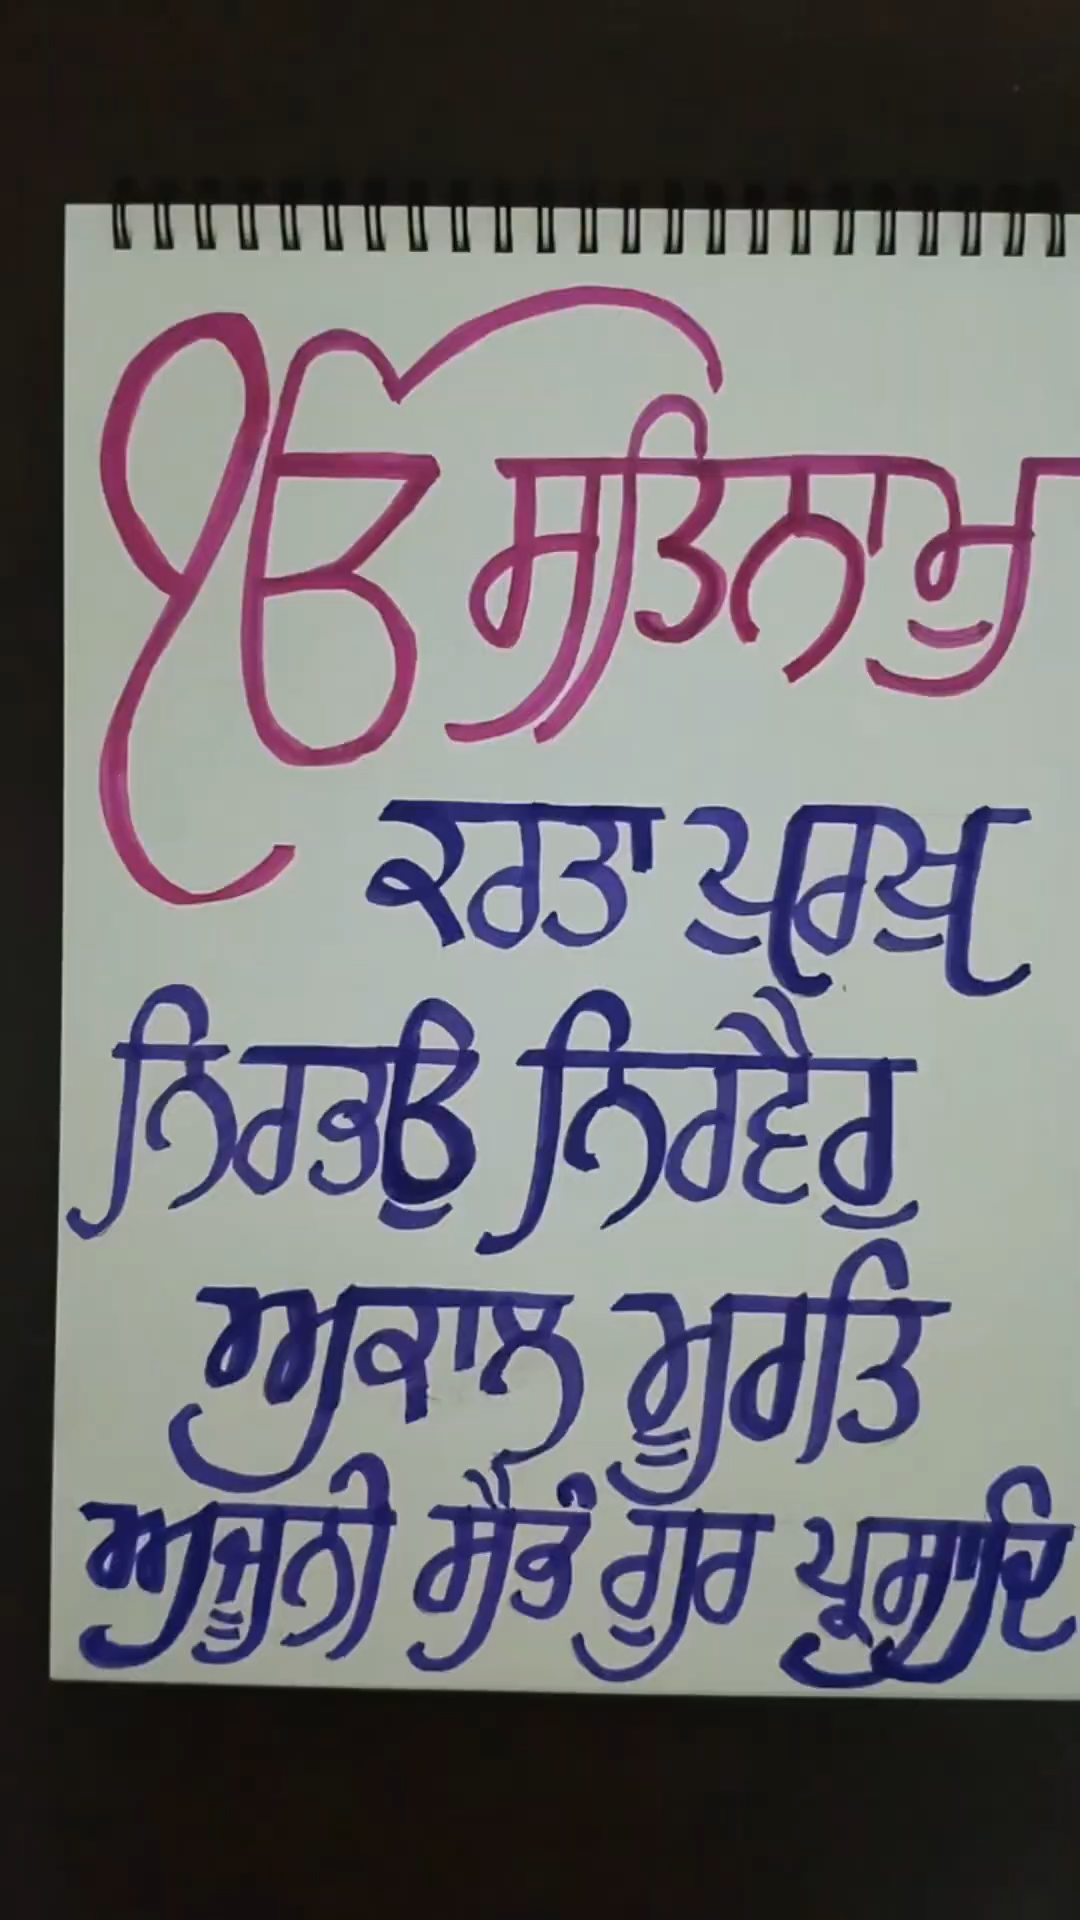 ੴ ਸਤਿਨਾਮੁ
ਕਰਤਾ ਪੁਰਖੁ
ਨਿਰਭਉ ਨਿਰਵੈਰੁ
ਅਕਾਲ ਮੂਰਤਿ
ਅਜੂਨੀ ਸੈਭੰ ਗੁਰ ਪ੍ਰਸਾਦਿ